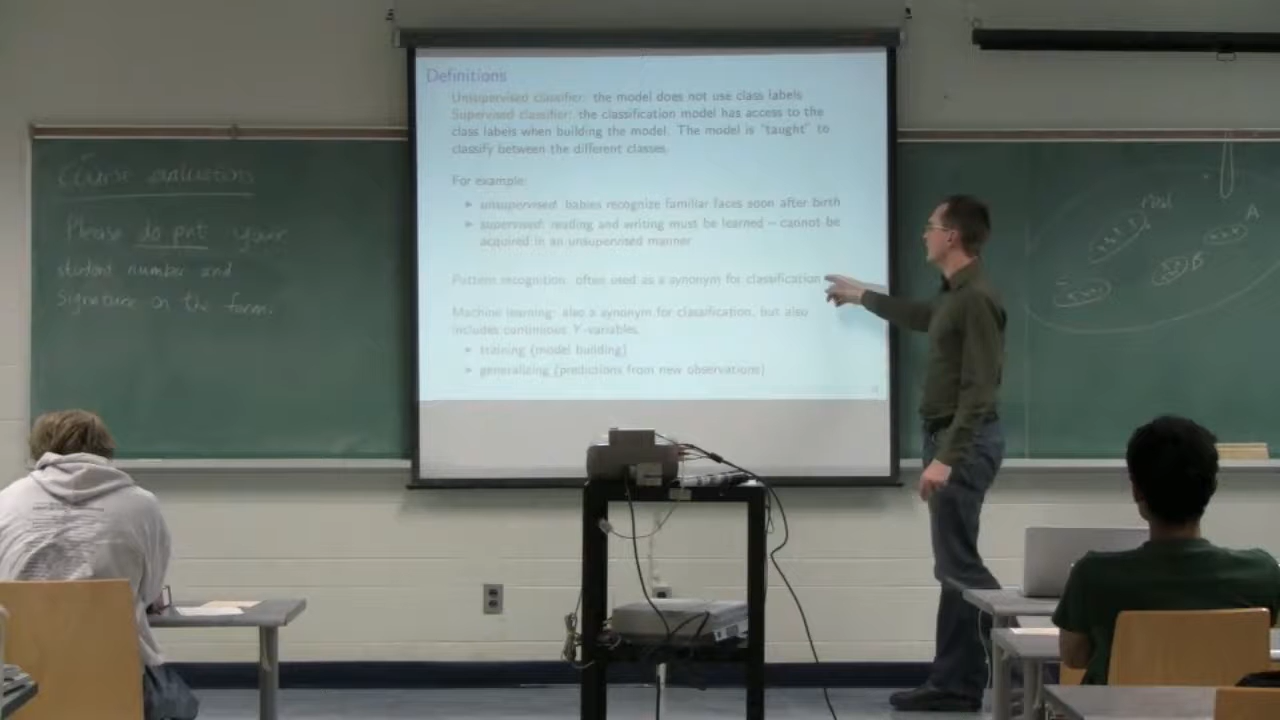 Course evaluations
Please do put your
student number and
signature on the form.
Definitions
Unsupervised classifier: the model does not use class labels
Supervised classifier: the classification model has access to the
class labels when building the model. The model is "taught" to
classify between the different classes.
For example:
► unsupervised: babies recognize familiar faces soon after birth
► supervised: reading and writing must be learned – cannot be
acquired in an unsupervised manner
Pattern recognition: often used as a synonym for classification
Machine learning: also a synonym for classification, but also
includes continuous Y-variables.
► training (model building)
► generalizing (predictions from new observations)
A
B